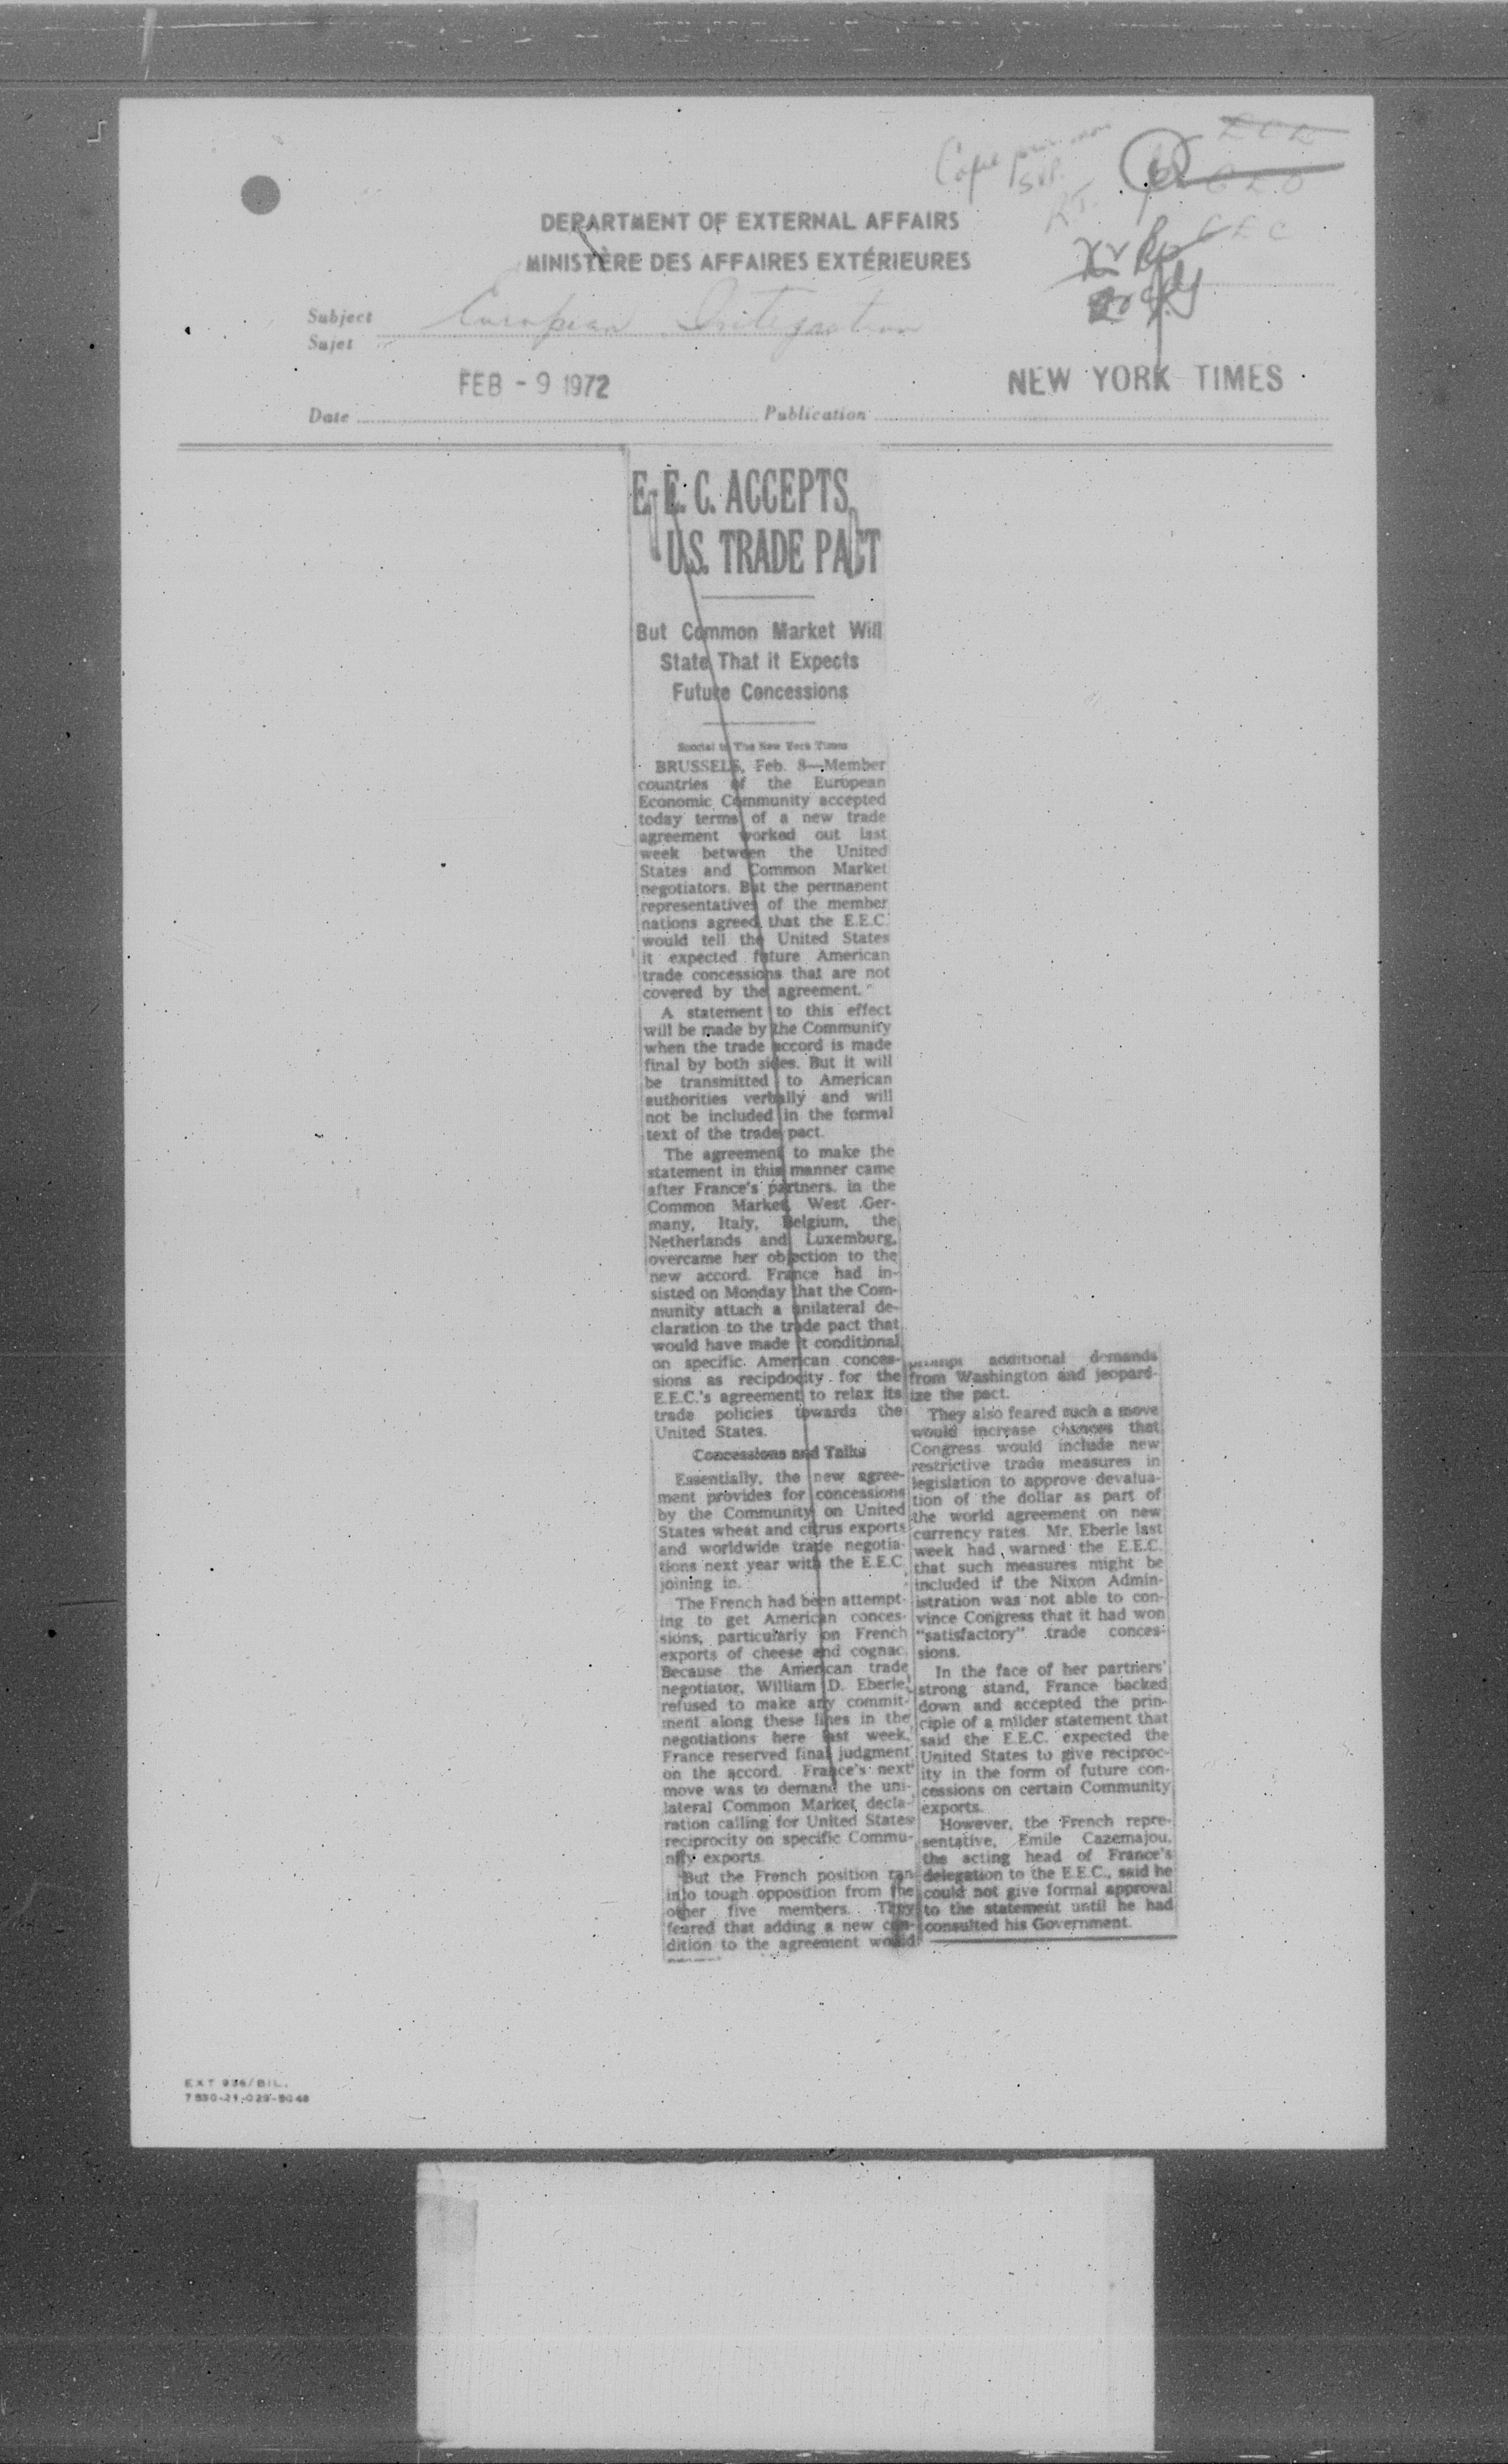 DEPARTMENT OF EXTERNAL AFFAIRS
MINISTÈRE DES AFFAIRES EXTÉRIEURES
Subject
Sujet
European Integration
FEB - 9 1972
NEW YORK TIMES
Date
Publication
E.E.C. ACCEPTS
U.S. TRADE PACT
But Common Market Will
State That it Expects
Future Concessions
Special to The New York Times
BRUSSELS, Feb. 8—Member
countries of the European
Economic Community accepted
today terms of a new trade
agreement worked out last
week between the United
States and Common Market
negotiators. But the permanent
representatives of the member
nations agreed that the E.E.C.
would tell the United States
it expected future American
trade concessions that are not
covered by the agreement.
A statement to this effect
will be made by the Community
when the trade accord is made
final by both sides. But it will
be transmitted to American
authorities verbally and will
not be included in the formal
text of the trade pact.
The agreement to make the
statement in this manner came
after France's partners. in the
Common Market, West Ger-
many, Italy, Belgium, the
Netherlands and Luxemburg,
overcame her objection to the
new accord. France had in-
sisted on Monday that the Com-
munity attach a unilateral de-
claration to the trade pact that
would have made it conditional
on specific American conces-
sions as recipdocity for the
E.E.C.'s agreement to relax its
trade policies towards the
United States.
Concessions and Talks
Essentially, the new agree-
ment provides for concessions
by the Community on United
States wheat and citrus exports
and worldwide trade negotia-
tions next year with the E.E.C.
joining in.
The French had been attempt-
ing to get American conces-
sions, particularly on French
exports of cheese and cognac.
Because the American trade
negotiator, William D. Eberle,
refused to make any commit-
ment along these lines in the
negotiations here last week,
France reserved final judgment
on the accord. France's next
move was to demand the uni-
lateral Common Market decla-
ration calling for United States
reciprocity on specific Commu-
nity exports.
But the French position ran
into tough opposition from the
other five members. They
feared that adding a new con-
dition to the agreement would
prompt additional demands
from Washington and jeopard-
ize the pact.
They also feared such a move
would increase chances that
Congress would include new
restrictive trade measures in
legislation to approve devalua-
tion of the dollar as part of
the world agreement on new
currency rates. Mr. Eberle last
week had warned the E.E.C.
that such measures might be
included if the Nixon Admin-
istration was not able to con-
vince Congress that it had won
"satisfactory" trade conces-
sions.
In the face of her partners'
strong stand, France backed
down and accepted the prin-
ciple of a milder statement that
said the E.E.C. expected the
United States to give reciproc-
ity in the form of future con-
cessions on certain Community
exports.
However, the French repre-
sentative, Emile Cazemajou,
the acting head of France's
delegation to the E.E.C., said he
could not give formal approval
to the statement until he had
consulted his Government.
EXT 936/BIL.
7530-21-029-5048